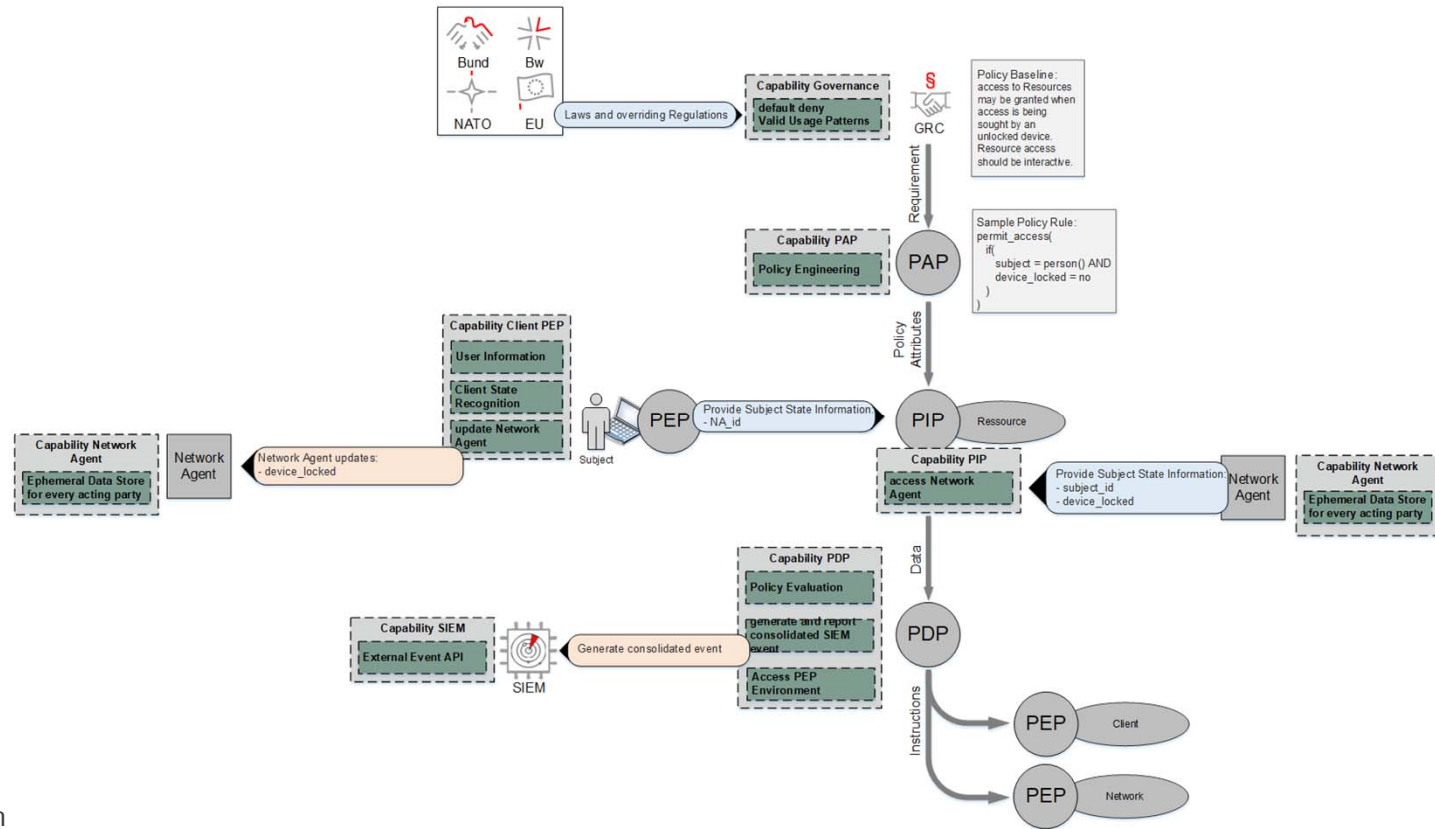 Bund
Bw
NATO
EU
Laws and overriding Regulations
Capability Governance
default deny
Valid Usage Patterns
§
GRC
Policy Baseline:
access to Resources
may be granted when
access is being
sought by an
unlocked device.
Resource access
should be interactive.
Requirement
Capability PAP
Policy Engineering
PAP
Sample Policy Rule:
permit_access(
if(
subject = person() AND
device_locked = no
)
)
Policy
Attributes
Capability Client PEP
User Information
Client State
Recognition
update Network
Agent
Subject
PEP
Provide Subject State Information:
- NA_id
PIP
Ressource
Capability Network
Agent
Ephemeral Data Store
for every acting party
Network
Agent
Network Agent updates:
- device_locked
Capability PIP
access Network
Agent
Provide Subject State Information:
- subject_id
- device_locked
Network
Agent
Capability Network
Agent
Ephemeral Data Store
for every acting party
Data
Capability PDP
Policy Evaluation
generate and report
consolidated SIEM
event
Access PEP
Environment
PDP
Capability SIEM
External Event API
SIEM
Generate consolidated event
Instructions
PEP
Client
PEP
Network